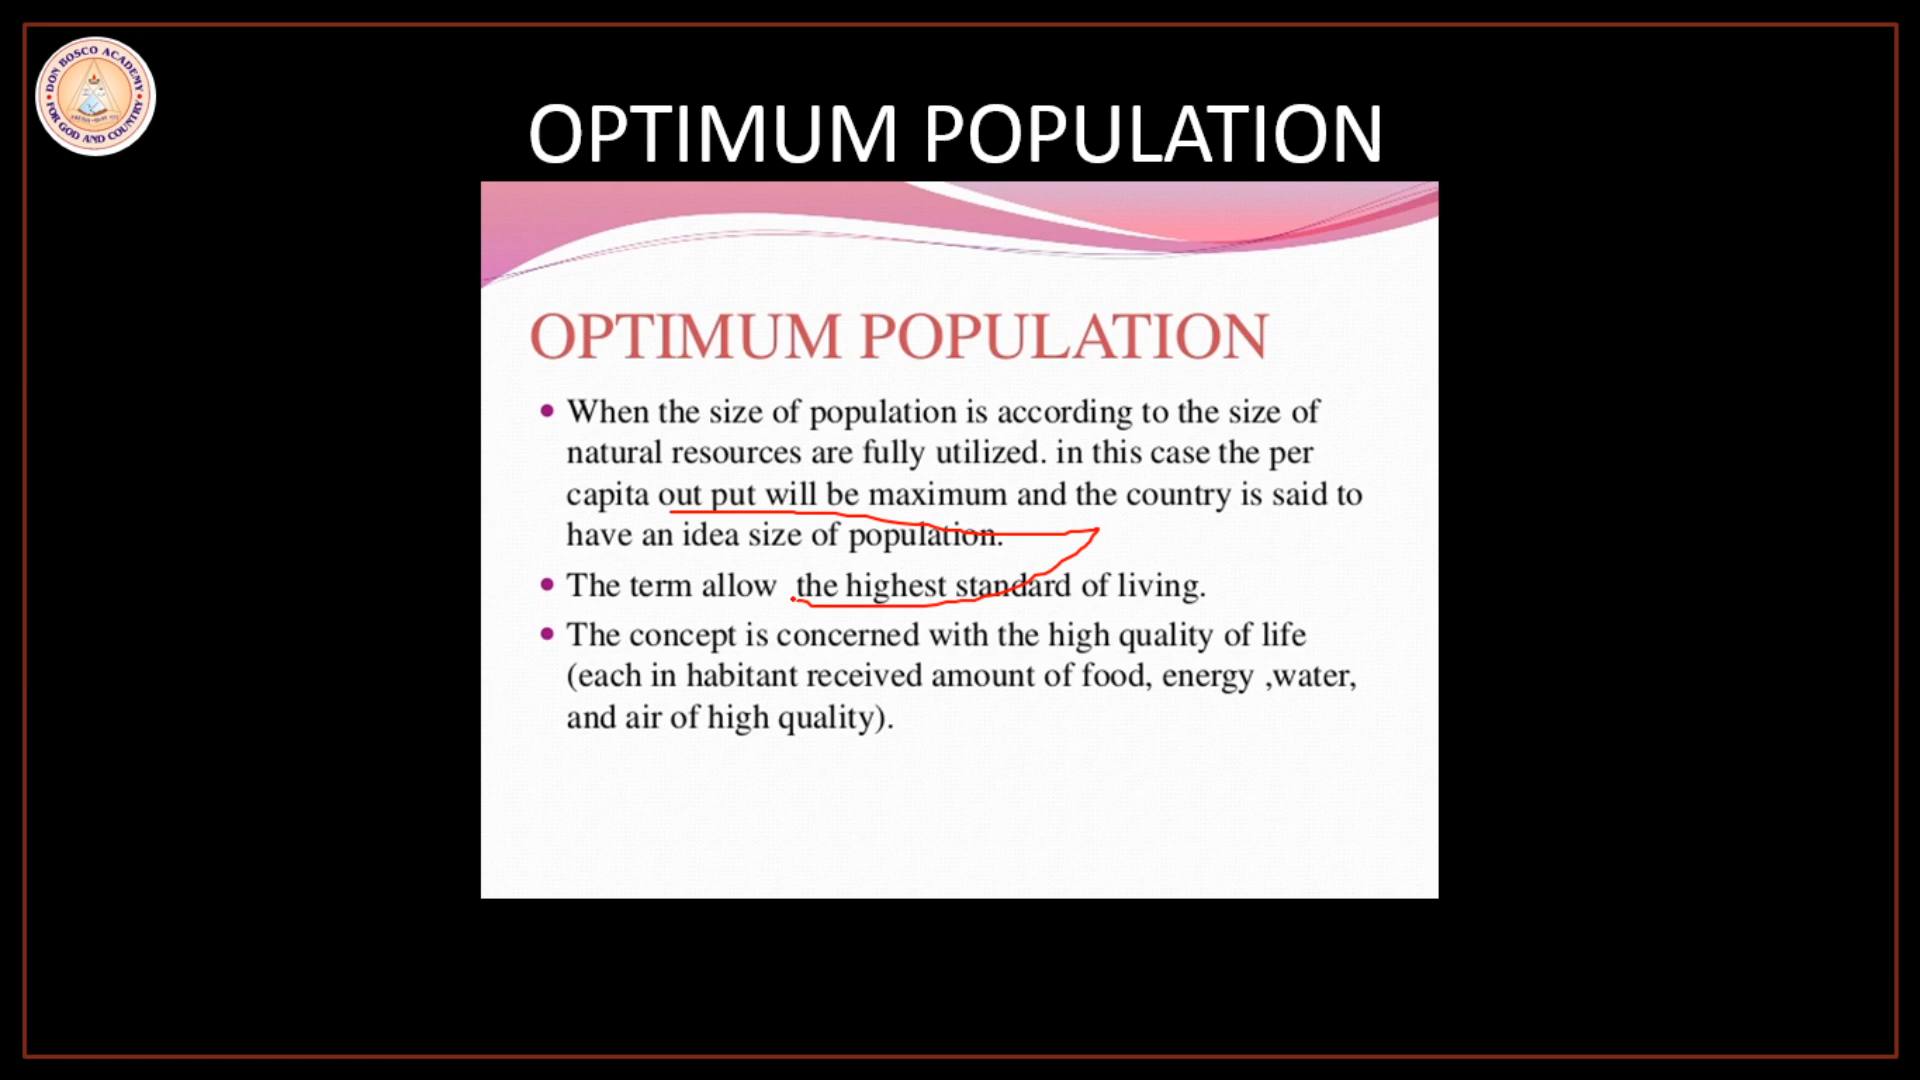 DON BOSCO ACADEMY
FOR GOD AND COUNTRY
OPTIMUM POPULATION
OPTIMUM POPULATION
• When the size of population is according to the size of
natural resources are fully utilized. in this case the per
capita out put will be maximum and the country is said to
have an idea size of population.
• The term allow the highest standard of living.
• The concept is concerned with the high quality of life
(each in habitant received amount of food, energy ,water,
and air of high quality).